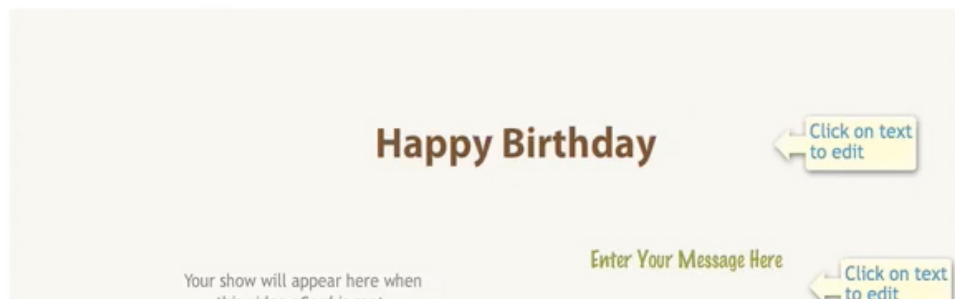 Happy Birthday
Click on text
to edit
Enter Your Message Here
Click on text
to edit
Your show will appear here when